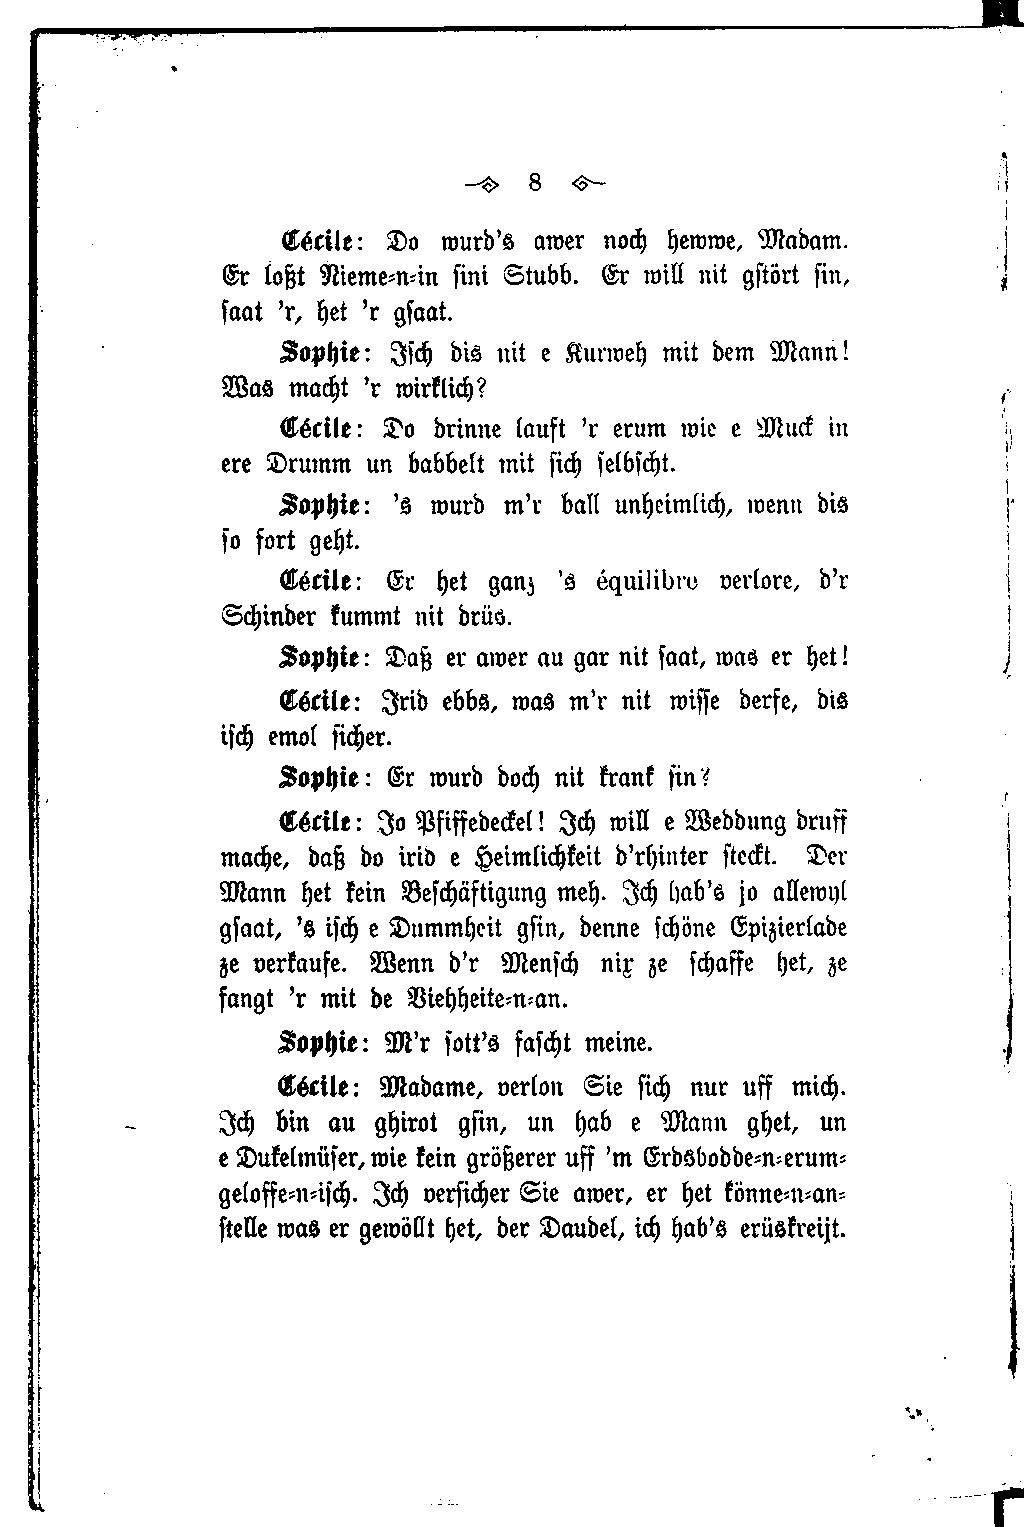 8
Cécile: Do wurd's awer noch hewwe, Madam.
Er loßt Nieme-n-in sini Stubb. Er will nit gstört sin,
saat 'r, het 'r gsaat.
Sophie: Isch dis nit e Kurweh mit dem Mann!
Was macht 'r wirklich?
Cécile: Do drinne lauft 'r erum wie e Muck in
ere Drumm un babbelt mit sich selbscht.
Sophie: 's wurd m'r ball unheimlich, wenn dis
so fort geht.
Cécile: Er het ganz 's équilibre verlore, d'r
Schinder kummt nit drüs.
Sophie: Daß er awer au gar nit saat, was er het!
Cécile: Irid ebbs, was m'r nit wisse derfe, dis
isch emol sicher.
Sophie: Er wurd doch nit krank sin?
Cécile: Jo Pfiffedeckel! Ich will e Weddung druff
mache, daß do irid e Heimlichkeit d'rhinter steckt. Der
Mann het kein Beschäftigung meh. Ich hab's jo allewyl
gsaat, 's isch e Dummheit gsin, denne schöne Epizierlade
ze verkaufe. Wenn d'r Mensch nix ze schaffe het, ze
fangt 'r mit de Viehheite-n-an.
Sophie: M'r sott's fascht meine.
Cécile: Madame, verlon Sie sich nur uff mich.
Ich bin au ghirot gsin, un hab e Mann ghet, un
e Dukelmüser, wie kein größerer uff 'm Erdsbodde-n-erum-
geloffe-n-isch. Ich versicher Sie awer, er het könne-n-an-
stelle was er gewöllt het, der Daudel, ich hab's erüskreijt.